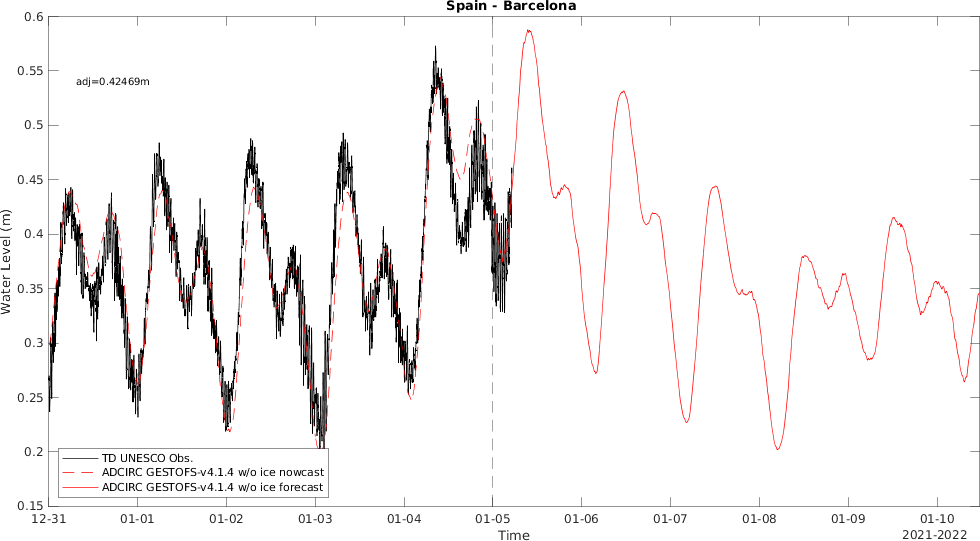 Spain - Barcelona
adj=0.42469m
Water Level (m)
0.6
0.55
0.5
0.45
0.4
0.35
0.3
0.25
0.2
0.15
TD UNESCO Obs.
ADCIRC GESTOFS-v4.1.4 w/o ice nowcast
ADCIRC GESTOFS-v4.1.4 w/o ice forecast
12-31 01-01 01-02 01-03 01-04 01-05 01-06 01-07 01-08 01-09 01-10
Time
2021-2022